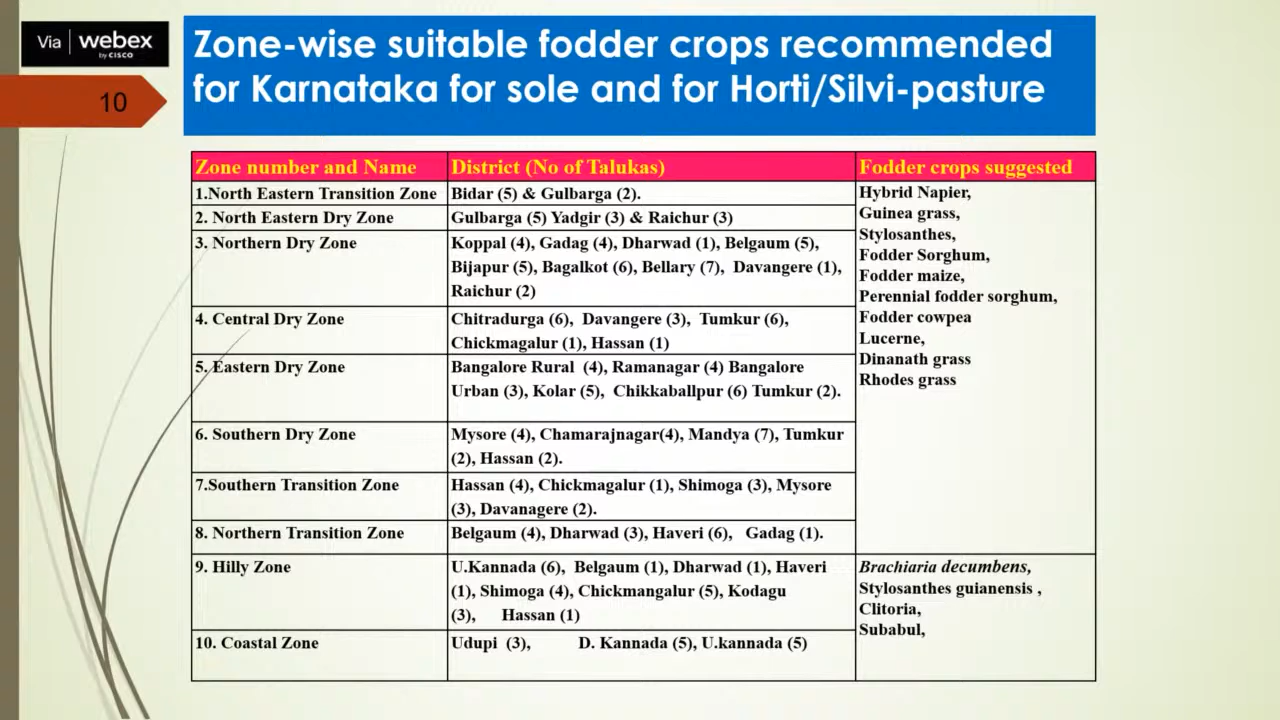 Via | webex
by CISCO
10
Zone-wise suitable fodder crops recommended
for Karnataka for sole and for Horti/Silvi-pasture
Zone number and Name District (No of Talukas) Fodder crops suggested
1.North Eastern Transition Zone Bidar (5) & Gulbarga (2).
2. North Eastern Dry Zone Gulbarga (5) Yadgir (3) & Raichur (3)
3. Northern Dry Zone Koppal (4), Gadag (4), Dharwad (1), Belgaum (5),
Bijapur (5), Bagalkot (6), Bellary (7), Davangere (1),
Raichur (2)
4. Central Dry Zone Chitradurga (6), Davangere (3), Tumkur (6),
Chickmagalur (1), Hassan (1)
5. Eastern Dry Zone Bangalore Rural (4), Ramanagar (4) Bangalore
Urban (3), Kolar (5), Chikkaballpur (6) Tumkur (2).
6. Southern Dry Zone Mysore (4), Chamarajnagar(4), Mandya (7), Tumkur
(2), Hassan (2).
7.Southern Transition Zone Hassan (4), Chickmagalur (1), Shimoga (3), Mysore
(3), Davanagere (2).
8. Northern Transition Zone Belgaum (4), Dharwad (3), Haveri (6), Gadag (1).
Hybrid Napier,
Guinea grass,
Stylosanthes,
Fodder Sorghum,
Fodder maize,
Perennial fodder sorghum,
Fodder cowpea
Lucerne,
Dinanath grass
Rhodes grass
9. Hilly Zone U.Kannada (6), Belgaum (1), Dharwad (1), Haveri
(1), Shimoga (4), Chickmangalur (5), Kodagu
(3), Hassan (1)
10. Coastal Zone Udupi (3), D. Kannada (5), U.kannada (5)
Brachiaria decumbens,
Stylosanthes guianensis ,
Clitoria,
Subabul,